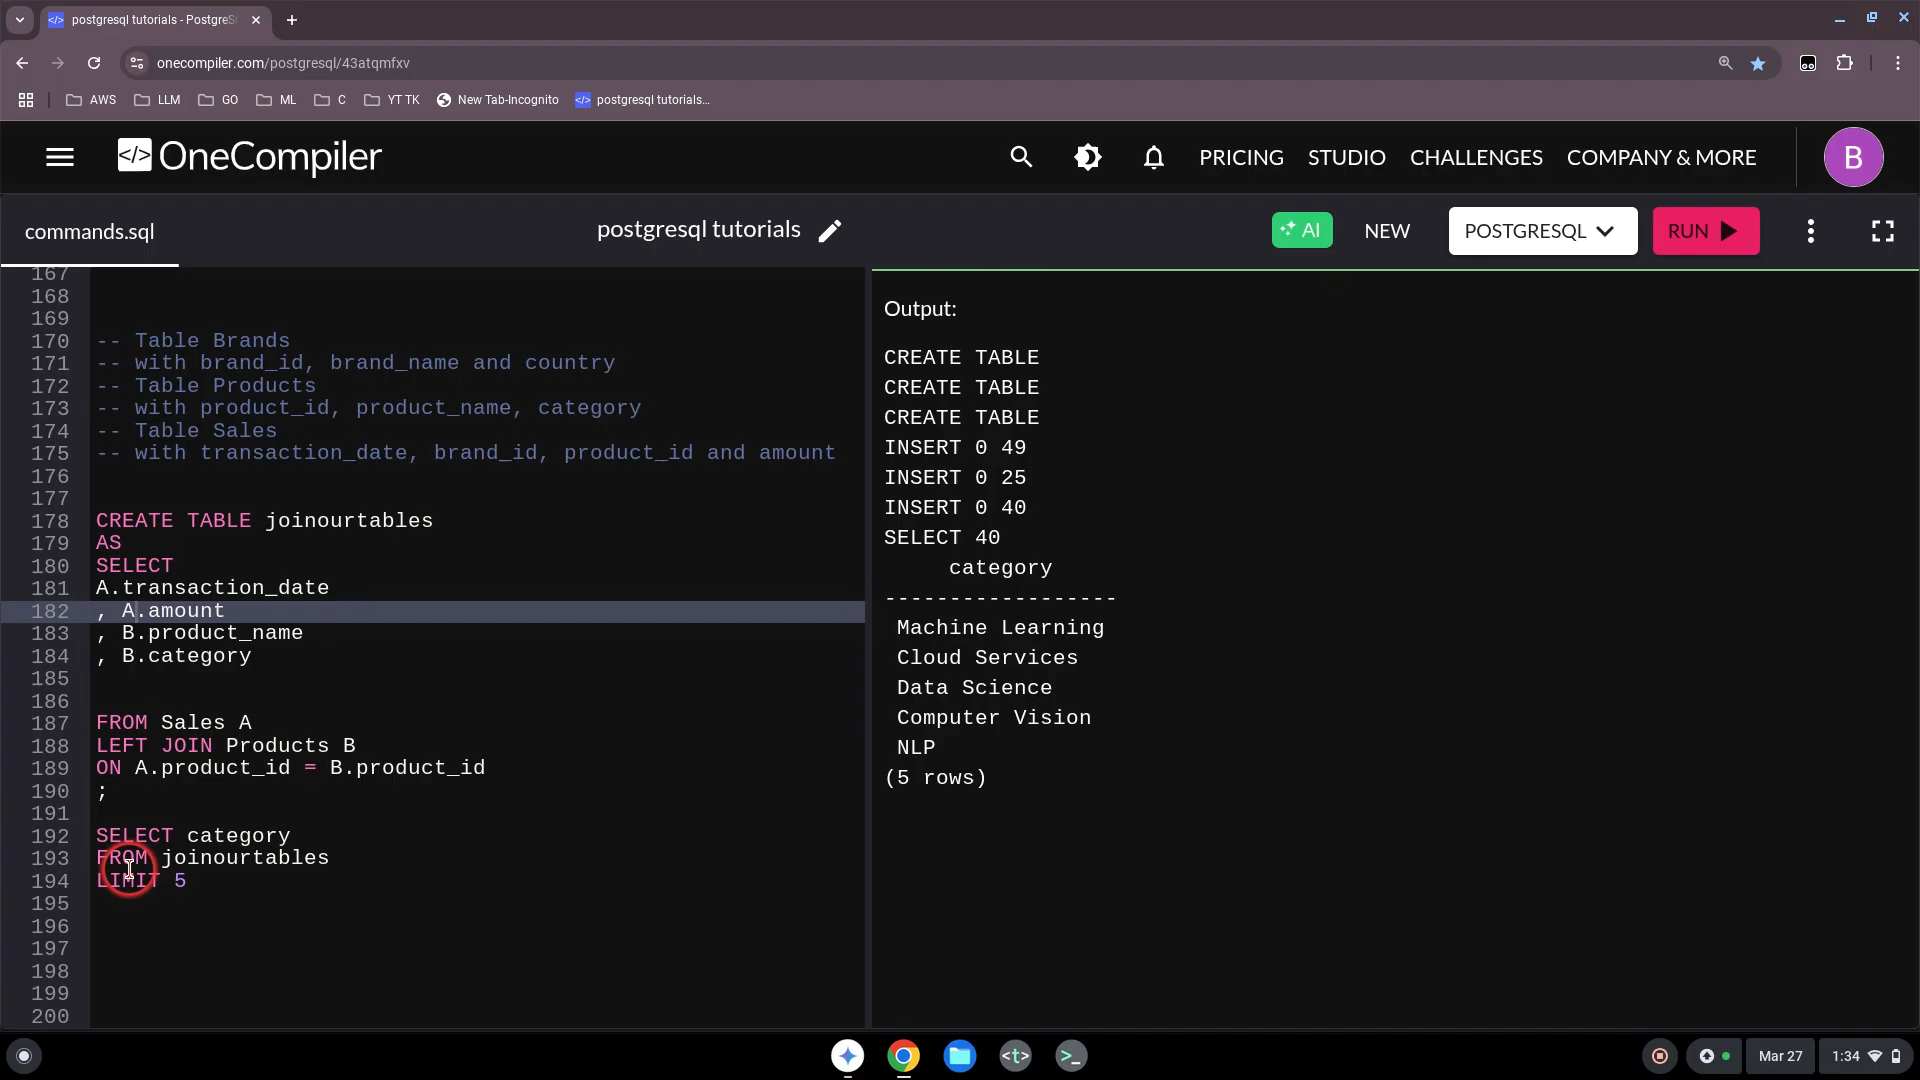 postgresql tutorials - PostgreS
onecompiler.com/postgresql/43atqmfxv
AWS LLM GO ML C YT TK New Tab-Incognito postgresql tutorials...
</> OneCompiler
PRICING STUDIO CHALLENGES COMPANY & MORE B
commands.sql postgresql tutorials AI NEW POSTGRESQL RUN
167
168
169
170 -- Table Brands
171 -- with brand_id, brand_name and country
172 -- Table Products
173 -- with product_id, product_name, category
174 -- Table Sales
175 -- with transaction_date, brand_id, product_id and amount
176
177
178 CREATE TABLE joinourtables
179 AS
180 SELECT
181 A.transaction_date
182 , A.amount
183 , B.product_name
184 , B.category
185
186
187 FROM Sales A
188 LEFT JOIN Products B
189 ON A.product_id = B.product_id
190 ;
191
192 SELECT category
193 FROM joinourtables
194 LIMIT 5
195
196
197
198
199
200
Output:
CREATE TABLE
CREATE TABLE
CREATE TABLE
INSERT 0 49
INSERT 0 25
INSERT 0 40
SELECT 40
category
------------------
Machine Learning
Cloud Services
Data Science
Computer Vision
NLP
(5 rows)
<t> >_ Mar 27 1:34